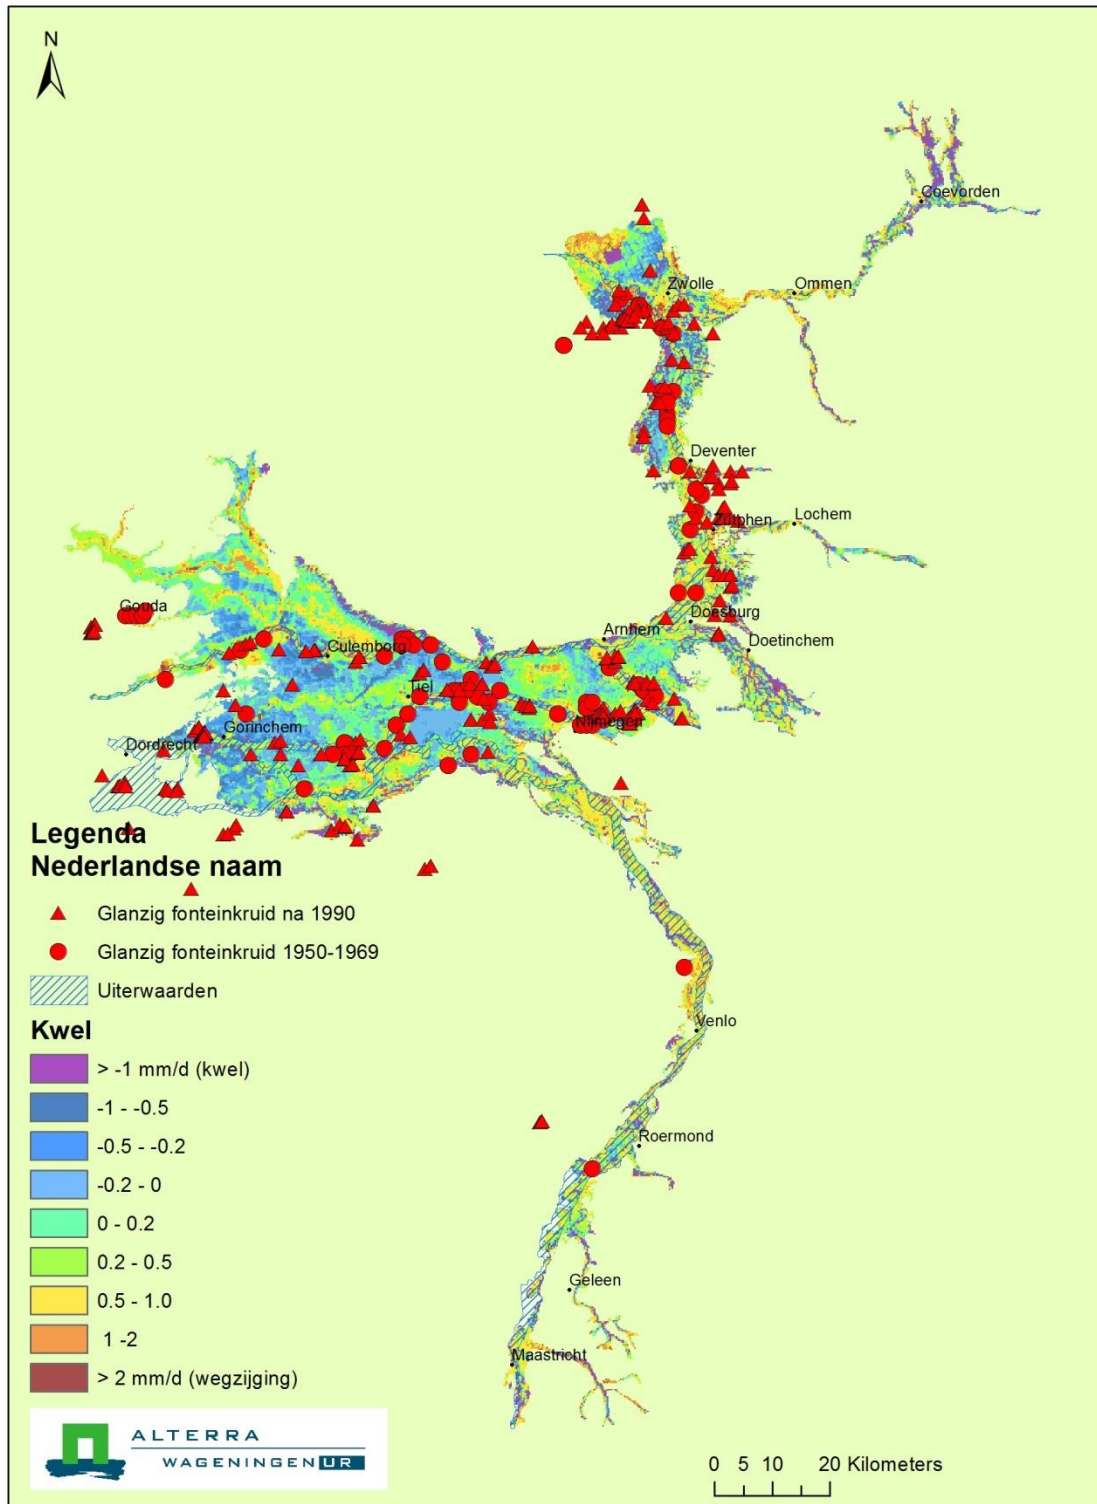 N
Coevorden
Zwolle
Ommen
Deventer
Zutphen
Lochem
Gouda
Doesburg
Arnhem
Doetinchem
Culemborg
Tiel
Nijmegen
Gorinchem
Dordrecht
Venlo
Roermond
Geleen
Maastricht
Legenda
Nederlandse naam
Glanzig fonteinkruid na 1990
Glanzig fonteinkruid 1950-1969
Uiterwaarden
Kwel
> -1 mm/d (kwel)
-1 - -0.5
-0.5 - -0.2
-0.2 - 0
0 - 0.2
0.2 - 0.5
0.5 - 1.0
1 -2
> 2 mm/d (wegzijging)
ALTERRA
WAGENINGEN UR
0 5 10 20 Kilometers